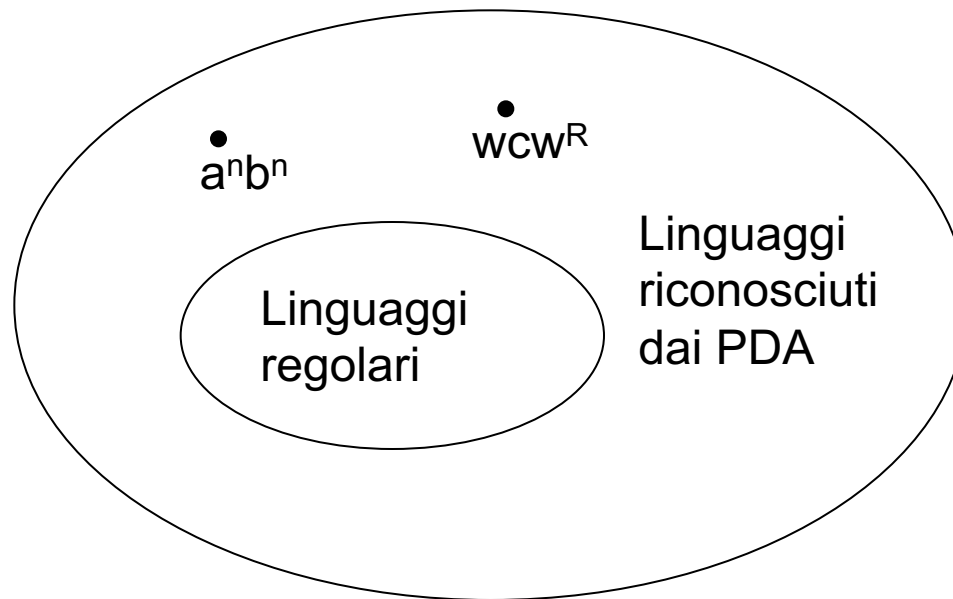 aⁿbⁿ
wcwᴿ
Linguaggi
riconosciuti
dai PDA
Linguaggi
regolari